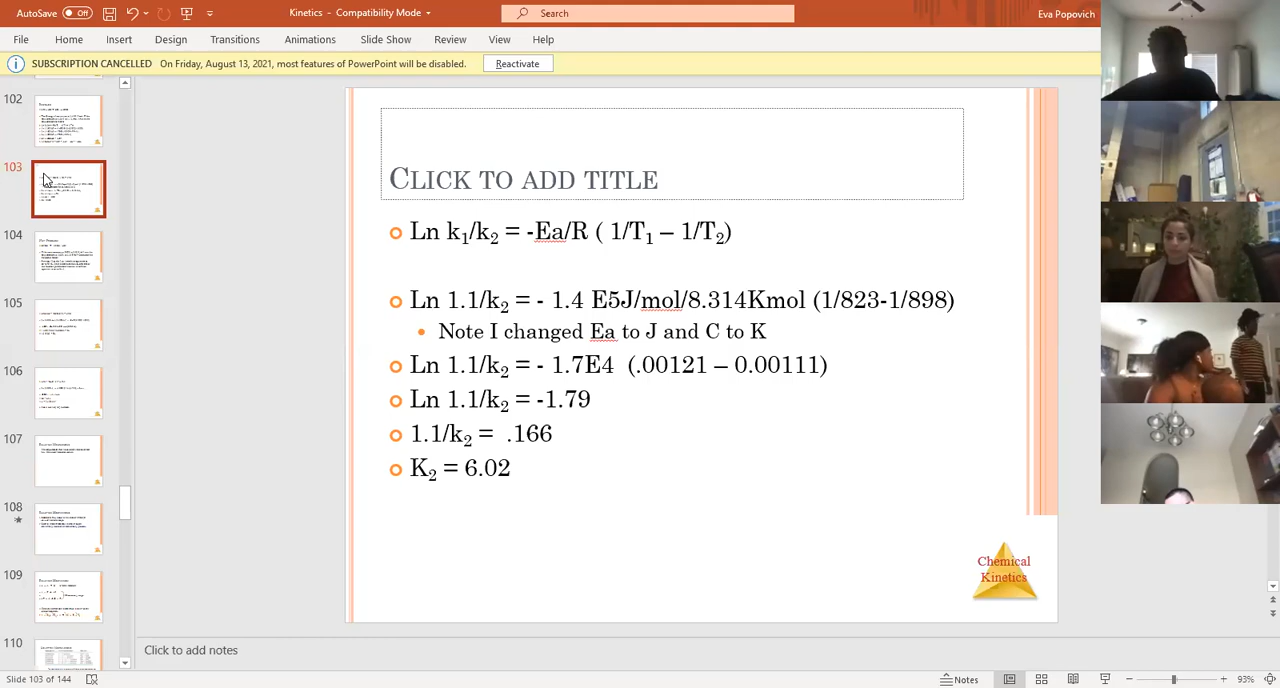 AutoSave Off
Kinetics - Compatibility Mode
Search
Eva Popovich
File Home Insert Design Transitions Animations Slide Show Review View Help
SUBSCRIPTION CANCELLED On Friday, August 13, 2021, most features of PowerPoint will be disabled. Reactivate
102
103
104
105
106
107
108
109
110
CLICK TO ADD TITLE
Ln k₁/k₂ = -Ea/R ( 1/T₁ – 1/T₂)
Ln 1.1/k₂ = - 1.4 E5J/mol/8.314Kmol (1/823-1/898)
Note I changed Ea to J and C to K
Ln 1.1/k₂ = - 1.7E4 (.00121 – 0.00111)
Ln 1.1/k₂ = -1.79
1.1/k₂ = .166
K₂ = 6.02
Chemical
Kinetics
Click to add notes
Slide 103 of 144
Notes
93%